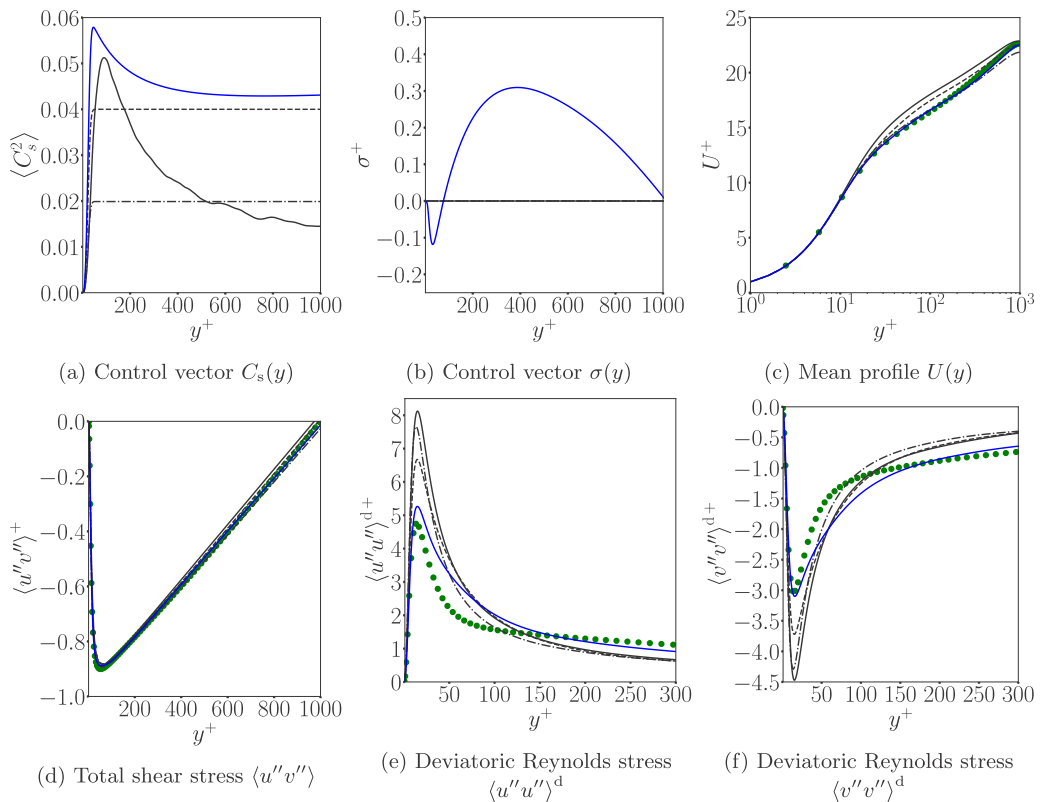 0.06
0.05
0.04
0.03
0.02
0.01
0.00
⟨C_s^2⟩
200 400 600 800 1000
y^+
(a) Control vector C_s(y)
0.5
0.4
0.3
0.2
0.1
0.0
−0.1
−0.2
σ^+
200 400 600 800 1000
y^+
(b) Control vector σ(y)
25
20
15
10
5
0
U^+
10^0 10^1 10^2 10^3
y^+
(c) Mean profile U(y)
0.0
−0.2
−0.4
−0.6
−0.8
−1.0
⟨u''v''⟩^+
200 400 600 800 1000
y^+
(d) Total shear stress ⟨u''v''⟩
8
7
6
5
4
3
2
1
0
⟨u''u''⟩^{d+}
50 100 150 200 250 300
y^+
(e) Deviatoric Reynolds stress
⟨u''u''⟩^d
0.0
−0.5
−1.0
−1.5
−2.0
−2.5
−3.0
−3.5
−4.0
−4.5
⟨v''v''⟩^{d+}
50 100 150 200 250 300
y^+
(f) Deviatoric Reynolds stress
⟨v''v''⟩^d